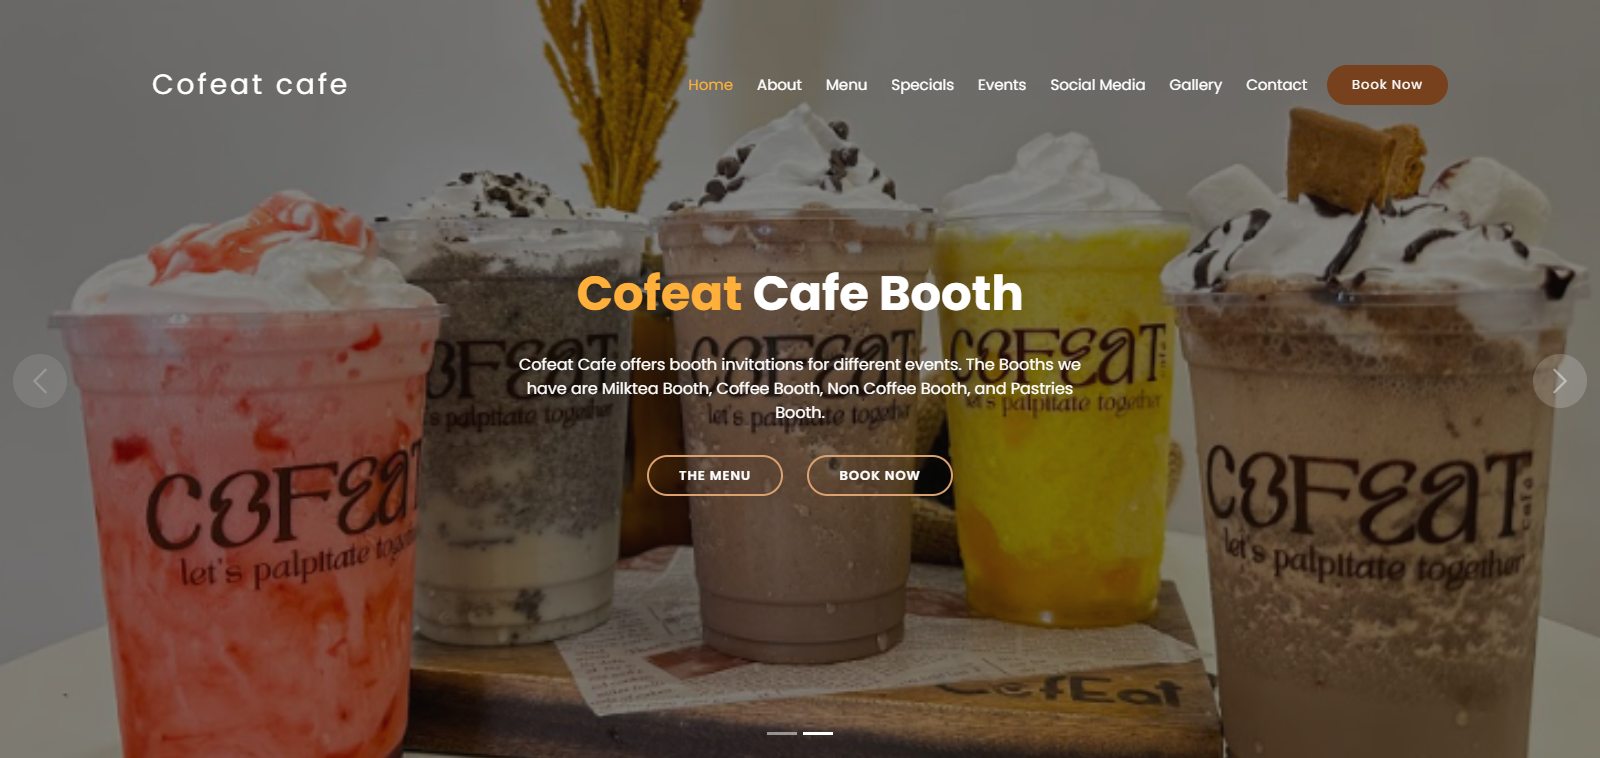 Cofeat cafe
Home About Menu Specials Events Social Media Gallery Contact Book Now
Cofeat Cafe Booth
Cofeat Cafe offers booth invitations for different events. The Booths we
have are Milktea Booth, Coffee Booth, Non Coffee Booth, and Pastries
Booth.
THE MENU BOOK NOW
COFEAT
let's palpitate together
COFEAT
let's palpitate together
COFEAT
let's palpitate together
COFEAT
let's palpitate together
COFEAT cafe
let's palpitate together
CofEat